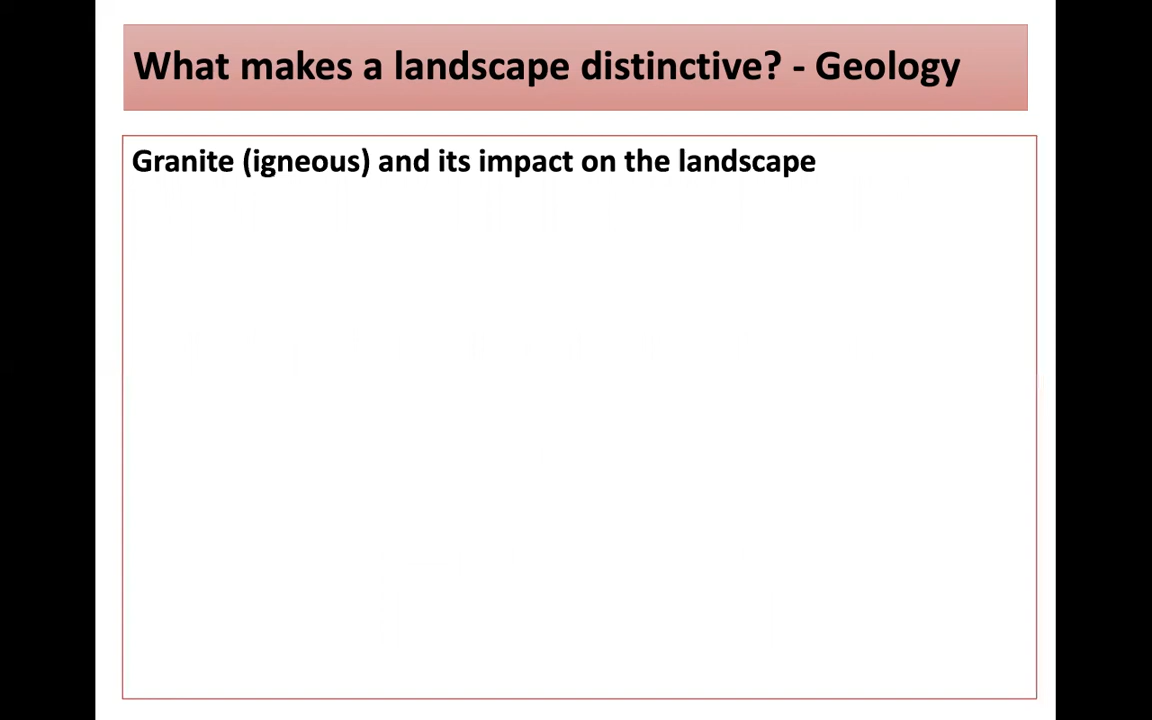 What makes a landscape distinctive? - Geology
Granite (igneous) and its impact on the landscape